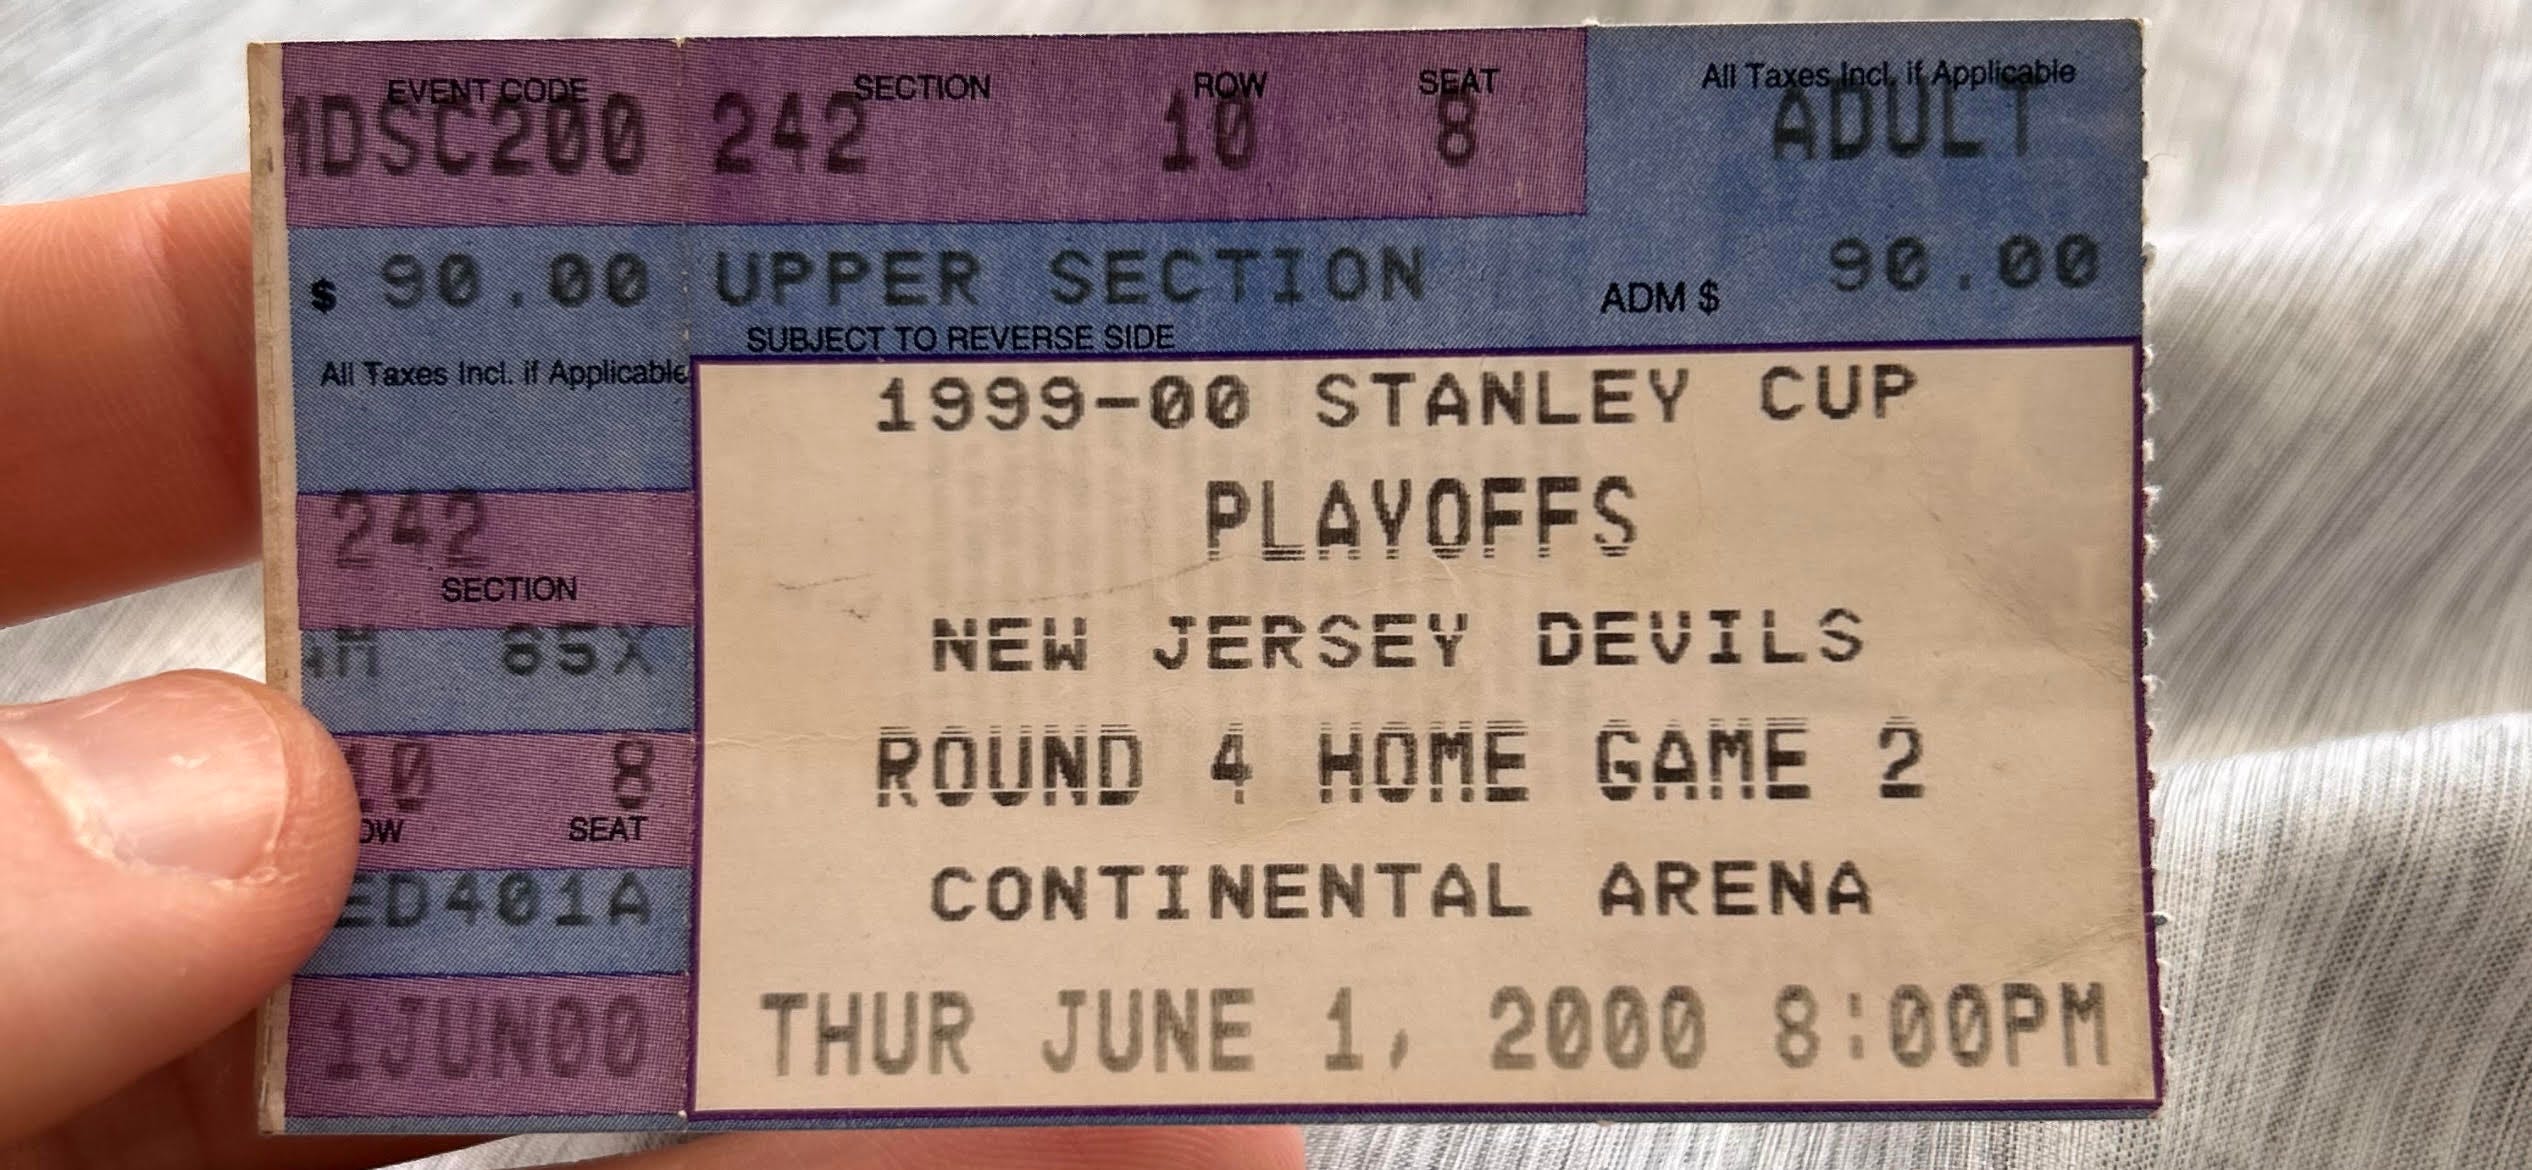 EVENT CODE SECTION ROW SEAT All Taxes Incl. if Applicable
MDSC200 242 10 8 ADULT
$ 90.00 UPPER SECTION ADM $ 90.00
SUBJECT TO REVERSE SIDE
All Taxes Incl. if Applicable
242
SECTION
65X
10 8
SEAT
ED401A
1JUN00
1999-00 STANLEY CUP
PLAYOFFS
NEW JERSEY DEVILS
ROUND 4 HOME GAME 2
CONTINENTAL ARENA
THUR JUNE 1, 2000 8:00PM